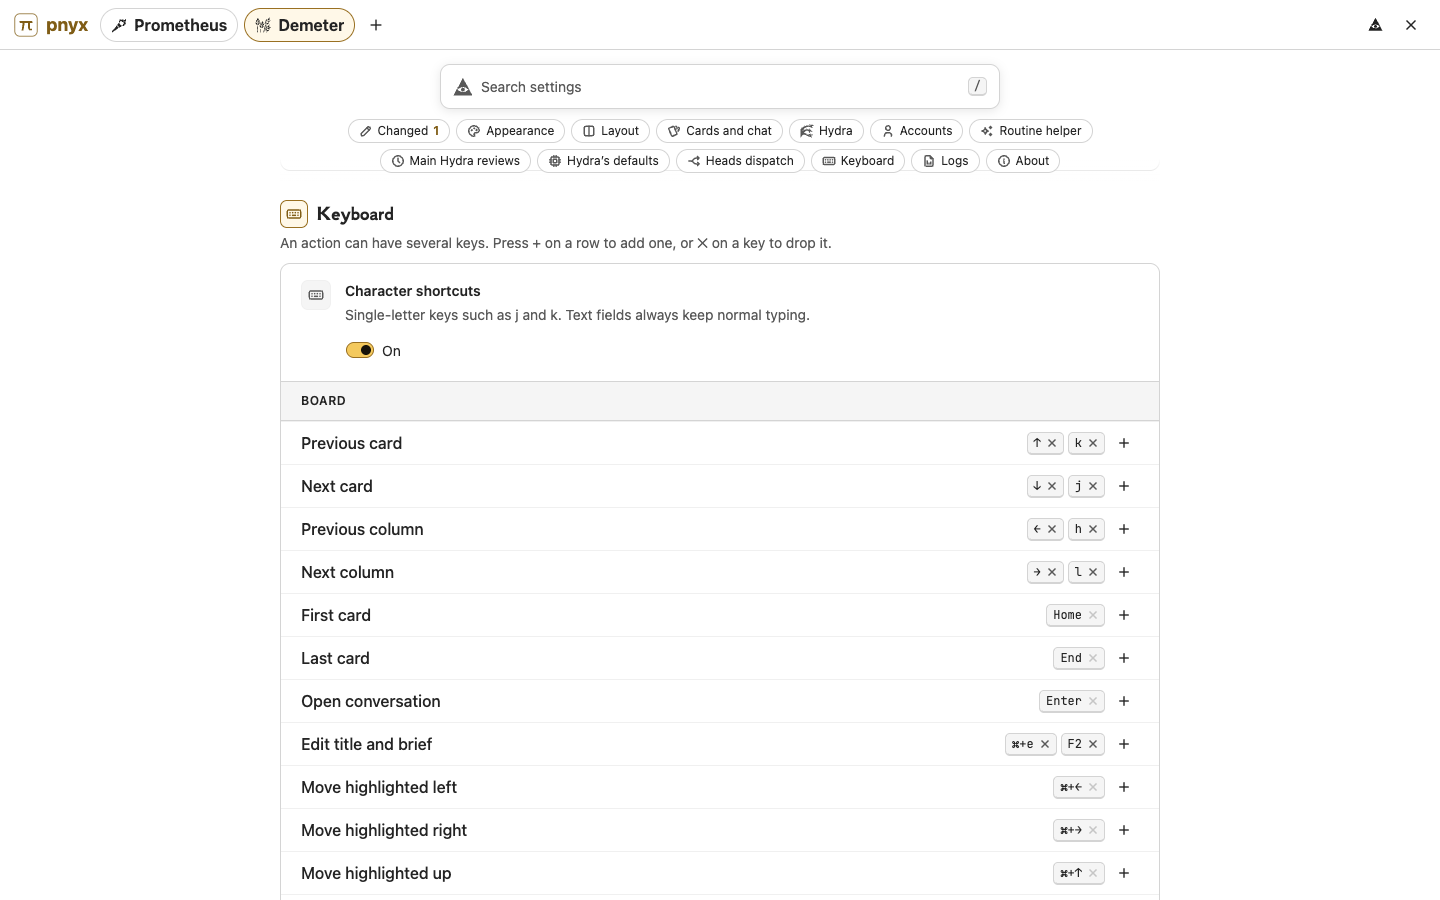 π pnyx Prometheus Demeter +
Search settings /
Changed 1 Appearance Layout Cards and chat Hydra Accounts Routine helper
Main Hydra reviews Hydra's defaults Heads dispatch Keyboard Logs About
Keyboard
An action can have several keys. Press + on a row to add one, or ✕ on a key to drop it.
Character shortcuts
Single-letter keys such as j and k. Text fields always keep normal typing.
On
BOARD
Previous card ↑ ✕ k ✕ +
Next card ↓ ✕ j ✕ +
Previous column ← ✕ h ✕ +
Next column → ✕ l ✕ +
First card Home ✕ +
Last card End ✕ +
Open conversation Enter ✕ +
Edit title and brief ⌘+e ✕ F2 ✕ +
Move highlighted left ⌘+← ✕ +
Move highlighted right ⌘+→ ✕ +
Move highlighted up ⌘+↑ ✕ +